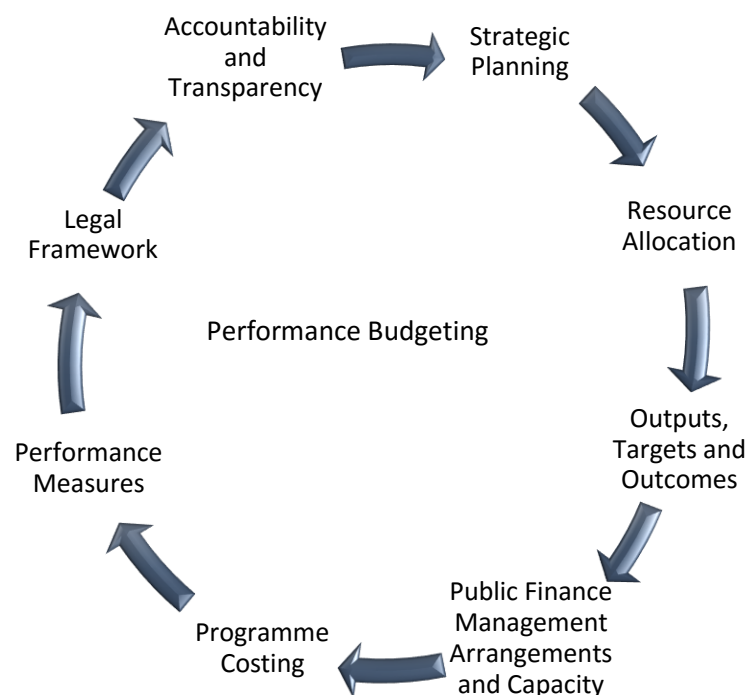 Accountability
and
Transparency
Strategic
Planning
Resource
Allocation
Outputs,
Targets and
Outcomes
Public Finance
Management
Arrangements
and Capacity
Programme
Costing
Performance
Measures
Legal
Framework
Performance Budgeting